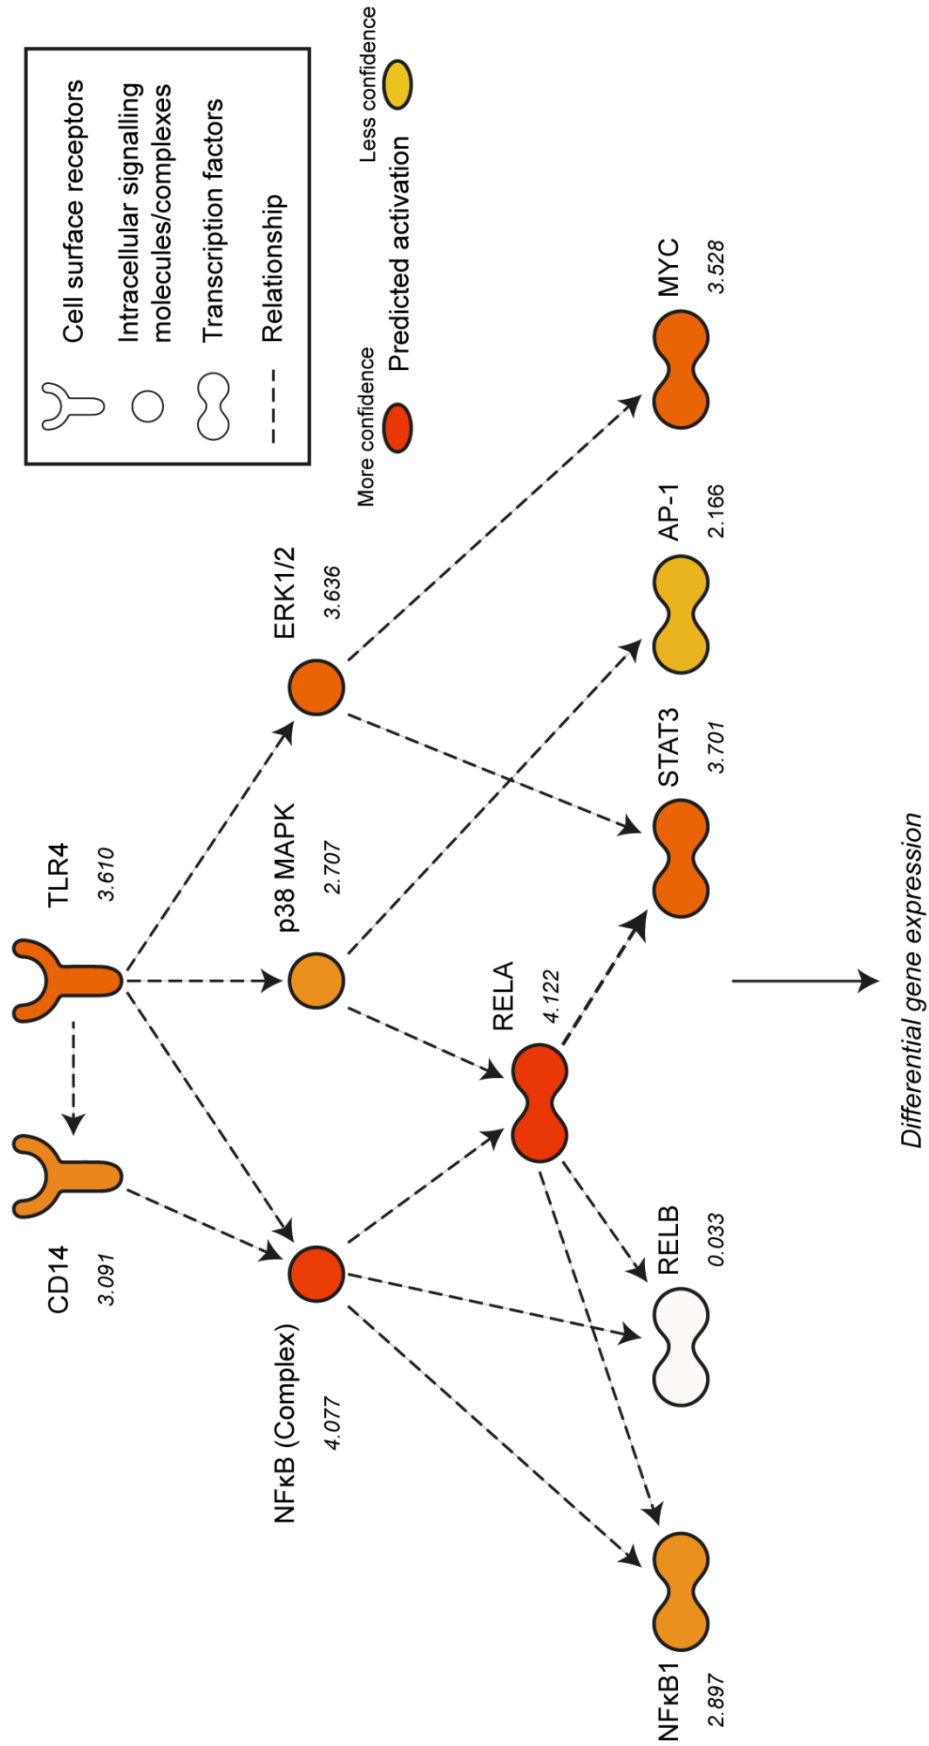 CD14
3.091
TLR4
3.610
Cell surface receptors
Intracellular signalling
molecules/complexes
Transcription factors
Relationship
NFκB (Complex)
4.077
p38 MAPK
2.707
ERK1/2
3.636
More confidence
Less confidence
Predicted activation
RELA
4.122
NFκB1
2.897
RELB
0.033
STAT3
3.701
AP-1
2.166
MYC
3.528
Differential gene expression